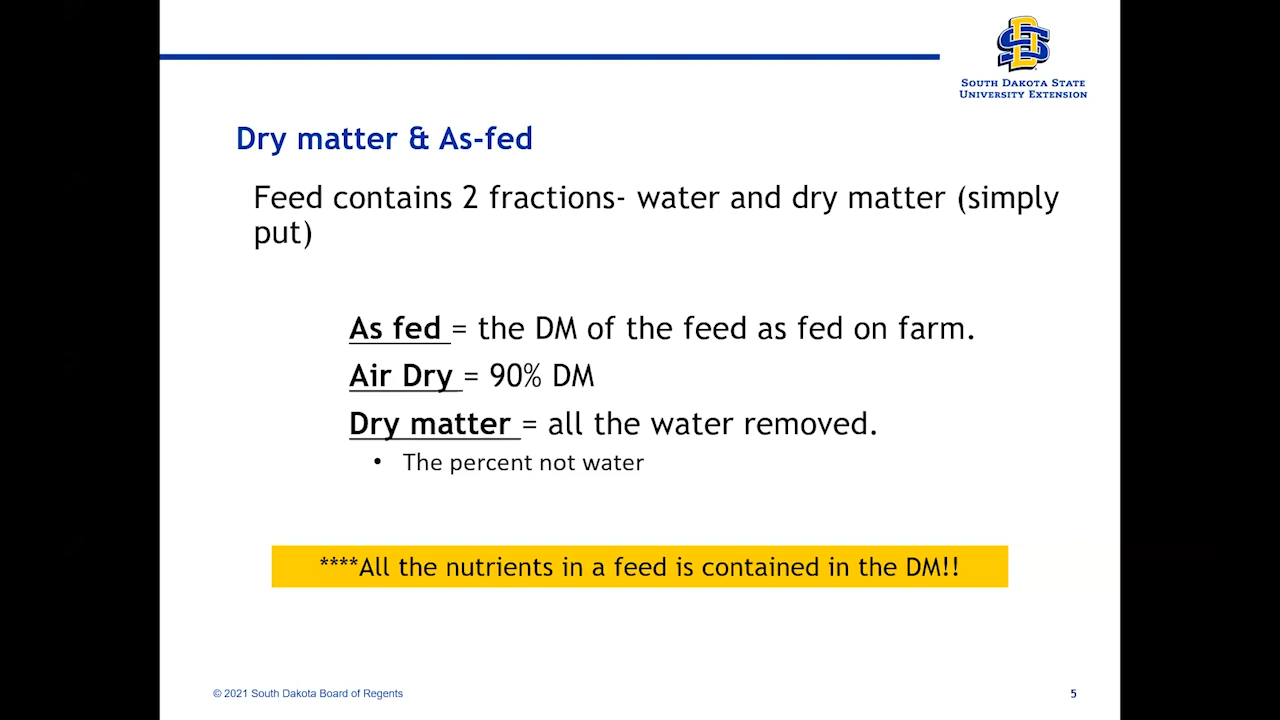 SOUTH DAKOTA STATE
UNIVERSITY EXTENSION
Dry matter & As-fed
Feed contains 2 fractions- water and dry matter (simply
put)
As fed = the DM of the feed as fed on farm.
Air Dry = 90% DM
Dry matter = all the water removed.
• The percent not water
****All the nutrients in a feed is contained in the DM!!
© 2021 South Dakota Board of Regents
5